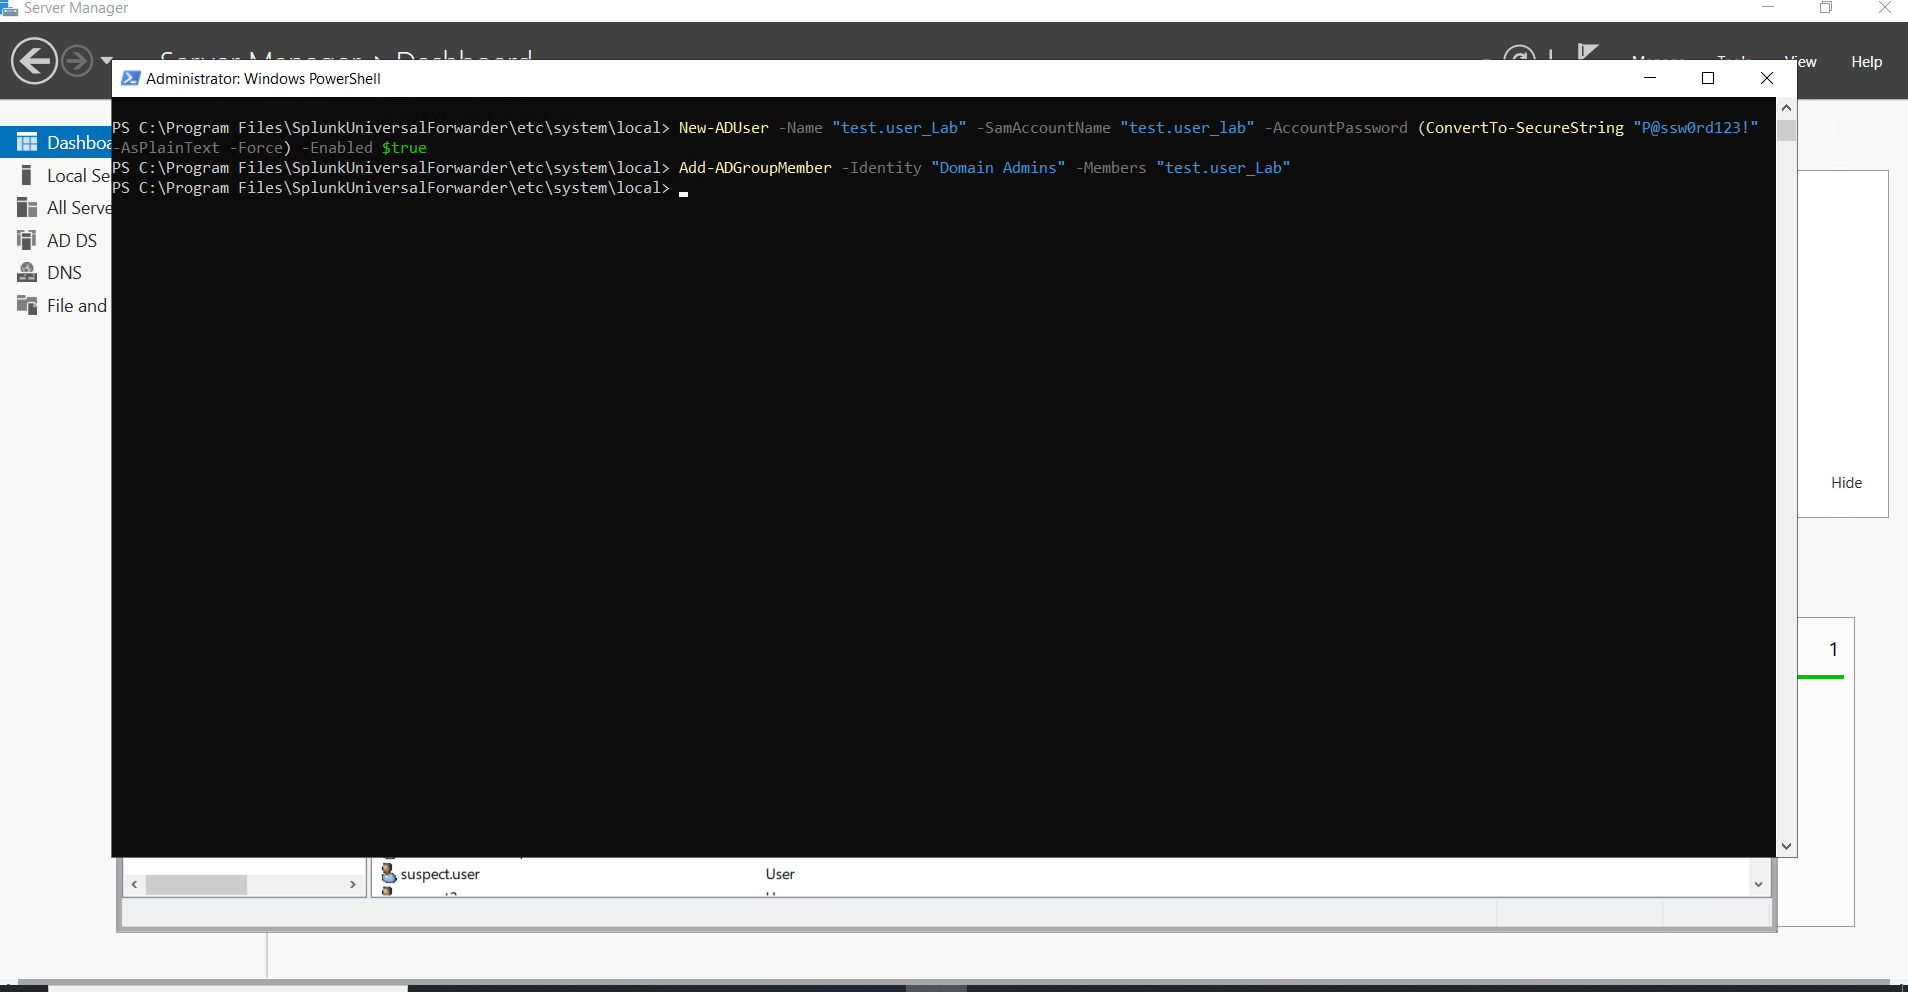 Server Manager
Server Manager › Dashboard
View
Help
Administrator: Windows PowerShell
PS C:\Program Files\SplunkUniversalForwarder\etc\system\local> New-ADUser -Name "test.user_Lab" -SamAccountName "test.user_lab" -AccountPassword (ConvertTo-SecureString "P@ssw0rd123!"
-AsPlainText -Force) -Enabled $true
PS C:\Program Files\SplunkUniversalForwarder\etc\system\local> Add-ADGroupMember -Identity "Domain Admins" -Members "test.user_Lab"
PS C:\Program Files\SplunkUniversalForwarder\etc\system\local>
Dashboa
Local Se
All Serve
AD DS
DNS
File and
Hide
1
suspect.user User